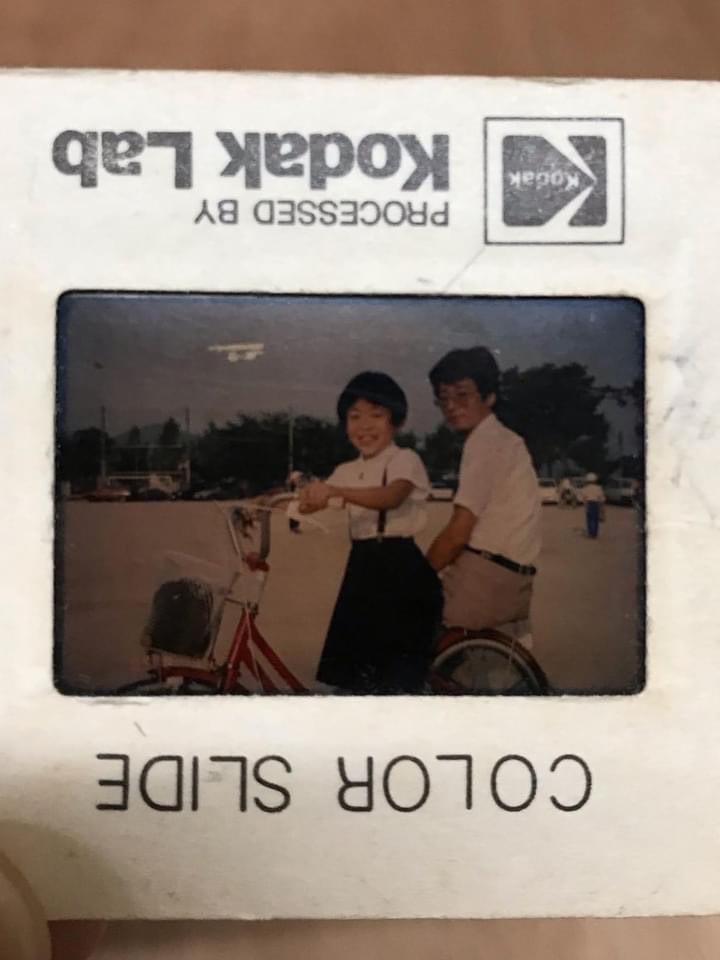 COLOR SLIDE
Kodak
PROCESSED BY
Kodak Lab